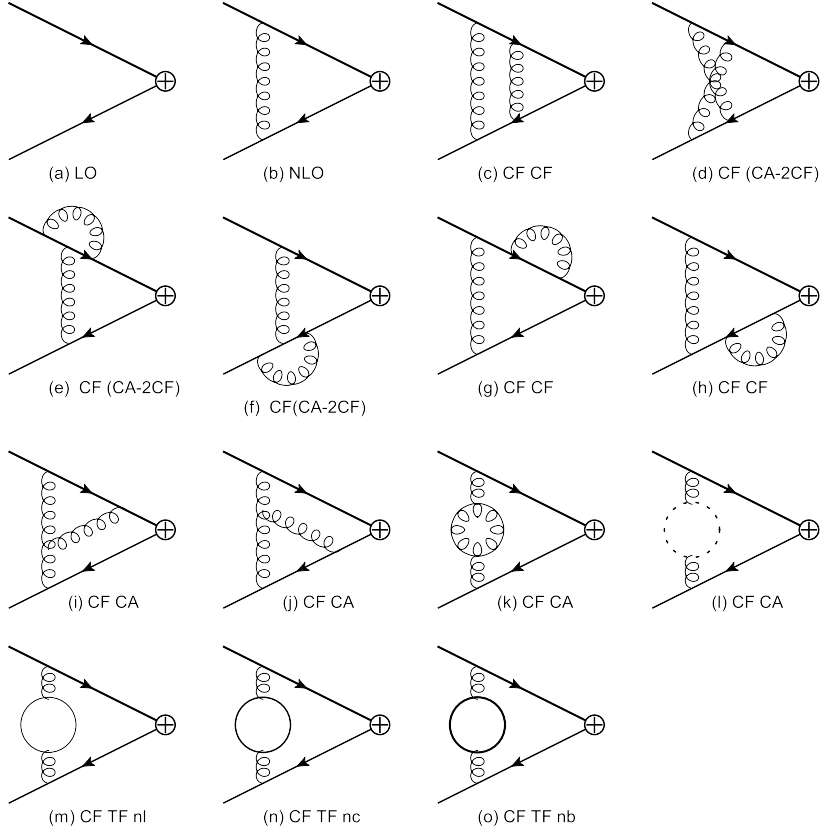 (a) LO
(b) NLO
(c) CF CF
(d) CF (CA-2CF)
(e) CF (CA-2CF)
(f) CF(CA-2CF)
(g) CF CF
(h) CF CF
(i) CF CA
(j) CF CA
(k) CF CA
(l) CF CA
(m) CF TF nl
(n) CF TF nc
(o) CF TF nb